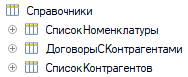 Справочники
СписокНоменклатуры
ДоговорыСКонтрагентами
СписокКонтрагентов